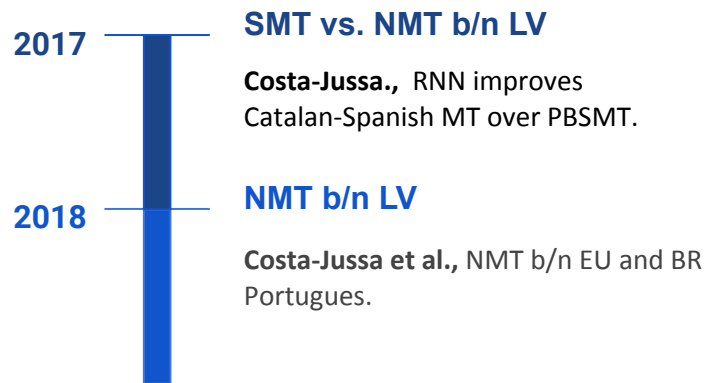 2017
SMT vs. NMT b/n LV
Costa-Jussa., RNN improves
Catalan-Spanish MT over PBSMT.
2018
NMT b/n LV
Costa-Jussa et al., NMT b/n EU and BR
Portugues.